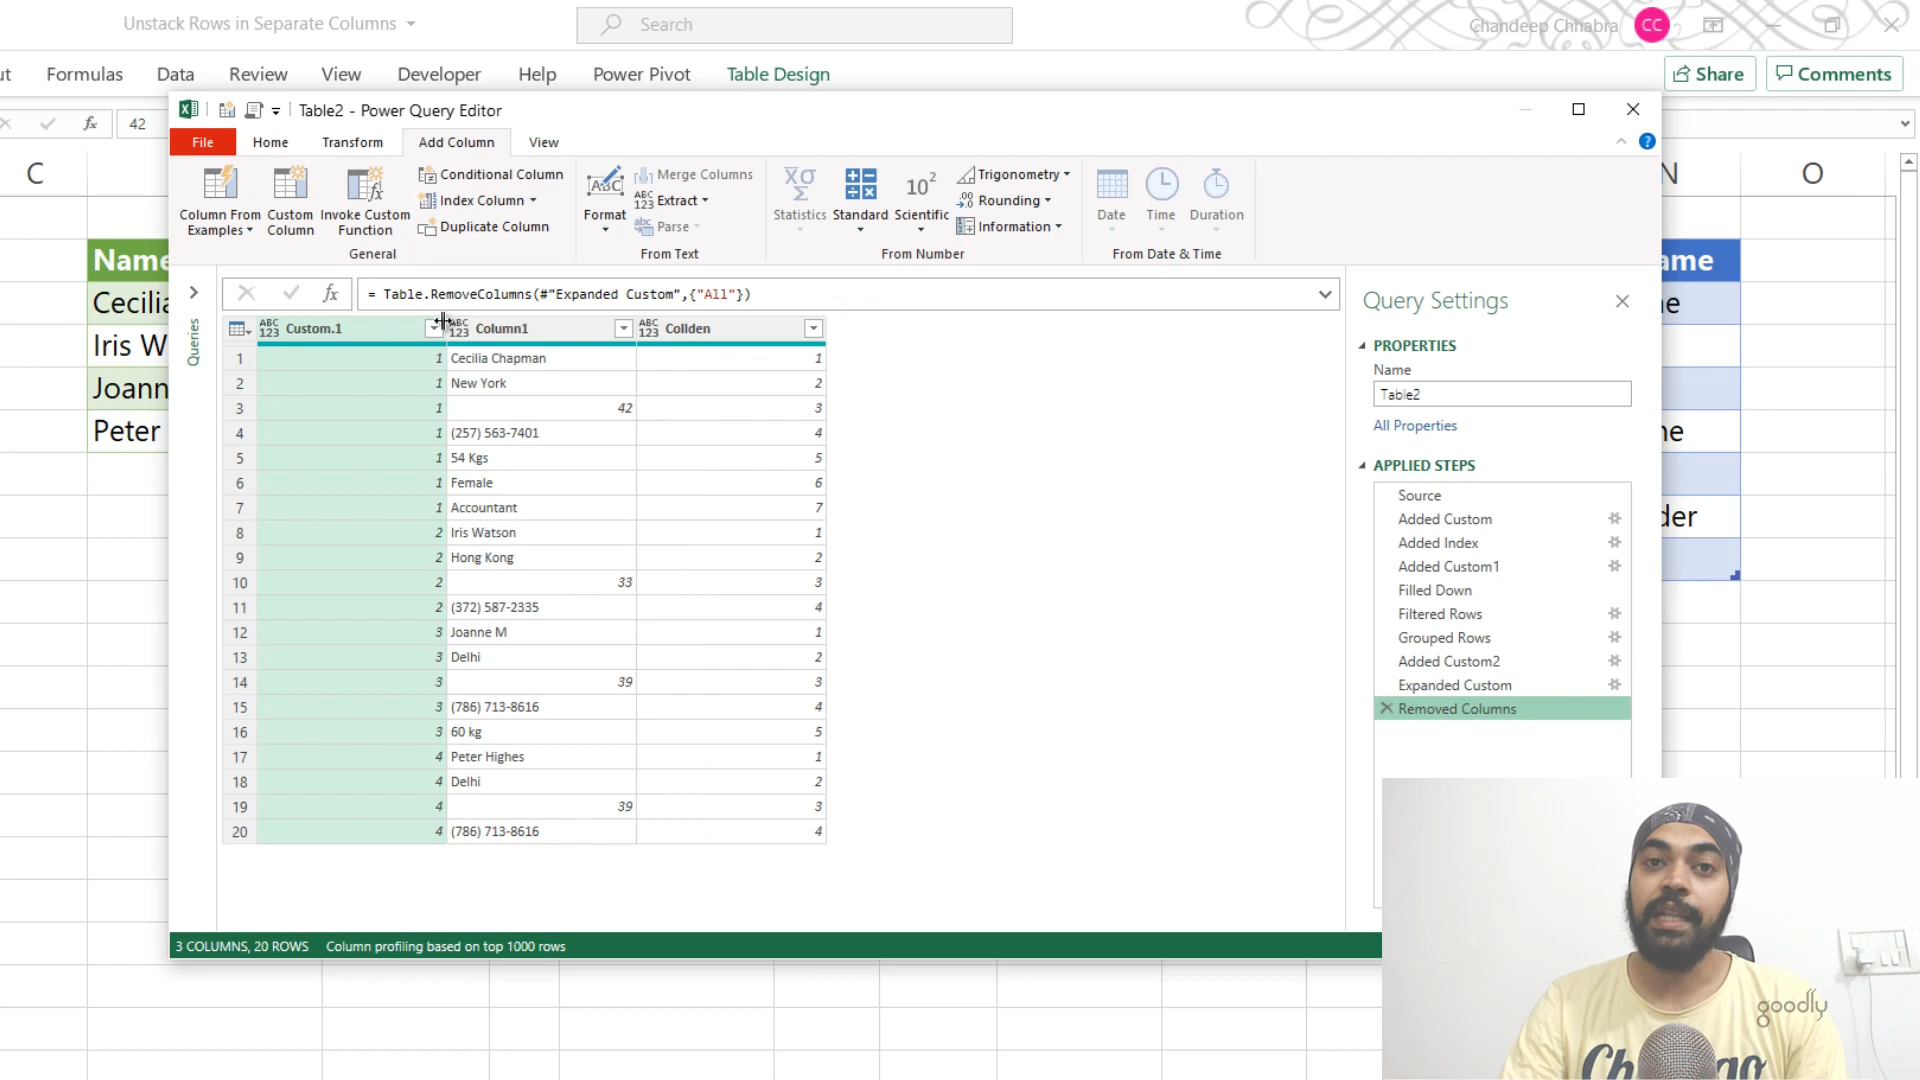 Unstack Rows in Separate Columns
Search
Chandeep Chhabra
CC
Formulas Data Review View Developer Help Power Pivot Table Design
Share Comments
42
Table2 - Power Query Editor
File Home Transform Add Column View
Column From Examples
Custom Column
Invoke Custom Function
Conditional Column
Index Column
Duplicate Column
General
Format
Merge Columns
Extract
Parse
From Text
Statistics
Standard
Scientific
Trigonometry
Rounding
Information
From Number
Date
Time
Duration
From Date & Time
C N O
Name
Iris W
Peter
= Table.RemoveColumns(#"Expanded Custom",{"All"})
Queries
Custom.1 Column1 Collden
1 1 Cecilia Chapman 1
2 1 New York 2
3 1 42 3
4 1 (257) 563-7401 4
5 1 54 Kgs 5
6 1 Female 6
7 1 Accountant 7
8 2 Iris Watson 1
9 2 Hong Kong 2
10 2 33 3
11 2 (372) 587-2335 4
12 3 Joanne M 1
13 3 Delhi 2
14 3 39 3
15 3 (786) 713-8616 4
16 3 60 kg 5
17 4 Peter Highes 1
18 4 Delhi 2
19 4 39 3
20 4 (786) 713-8616 4
Query Settings
PROPERTIES
Name
Table2
All Properties
APPLIED STEPS
Source
Added Custom
Added Index
Added Custom1
Filled Down
Filtered Rows
Grouped Rows
Added Custom2
Expanded Custom
Removed Columns
3 COLUMNS, 20 ROWS Column profiling based on top 1000 rows
goodly